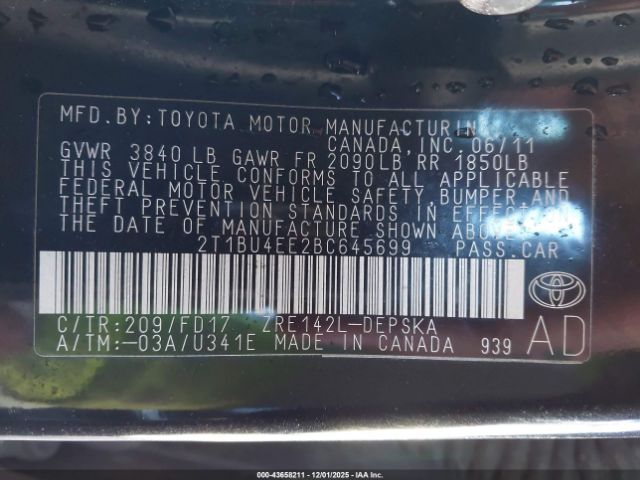 MFD. BY: TOYOTA MOTOR MANUFACTURIN
CANADA, INC. 06/11
GVWR 3840 LB GAWR FR 2090LB RR 1850LB
THIS VEHICLE CONFORMS TO ALL APPLICABLE
FEDERAL MOTOR VEHICLE SAFETY, BUMPER, AND
THEFT PREVENTION STANDARDS IN EFFECT ON
THE DATE OF MANUFACTURE SHOWN ABOVE.
2T1BU4EE2BC645699 PASS. CAR
C/TR: 209/FD17 ZRE142L-DEPSKA
A/TM: -03A/U341E MADE IN CANADA 939
AD
000-43658211 - 12/01/2025 - IAA Inc.